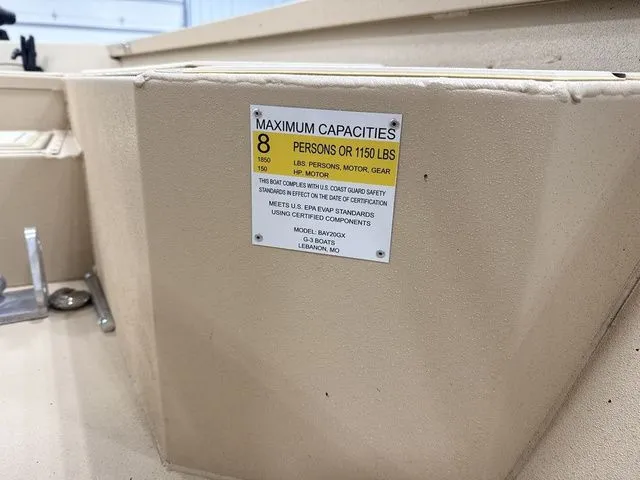 MAXIMUM CAPACITIES
8 PERSONS OR 1150 LBS
1850 LBS. PERSONS, MOTOR, GEAR
150 HP. MOTOR
THIS BOAT COMPLIES WITH U.S. COAST GUARD SAFETY
STANDARDS IN EFFECT ON THE DATE OF CERTIFICATION
MEETS U.S. EPA EVAP STANDARDS
USING CERTIFIED COMPONENTS
MODEL: BAY20GX
G-3 BOATS
LEBANON, MO